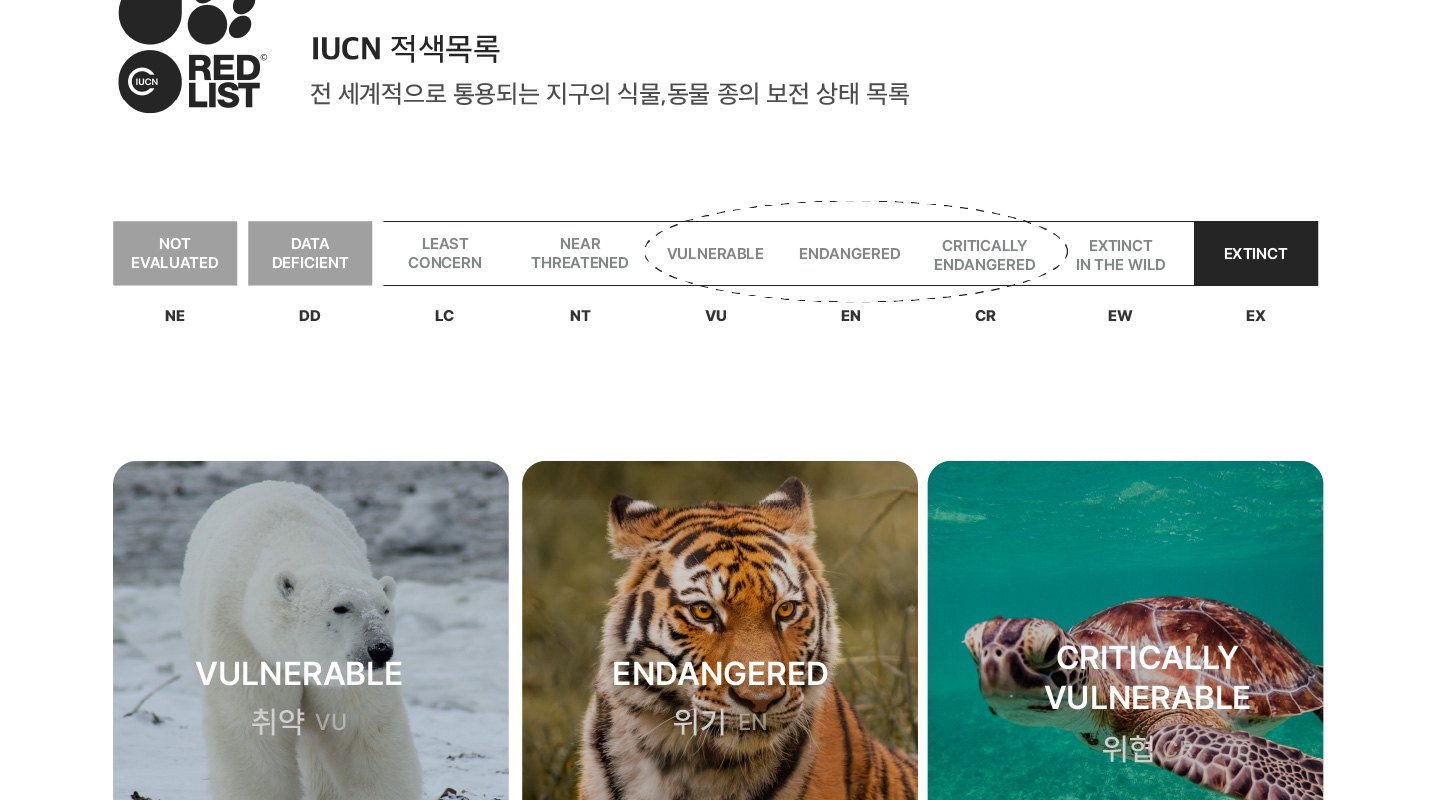 IUCN
RED
LIST
©
IUCN 적색목록
전 세계적으로 통용되는 지구의 식물,동물 종의 보전 상태 목록
NOT
EVALUATED
DATA
DEFICIENT
LEAST
CONCERN
NEAR
THREATENED
VULNERABLE
ENDANGERED
CRITICALLY
ENDANGERED
EXTINCT
IN THE WILD
EXTINCT
NE DD LC NT VU EN CR EW EX
VULNERABLE
취약 VU
ENDANGERED
위기 EN
CRITICALLY
VULNERABLE
위협